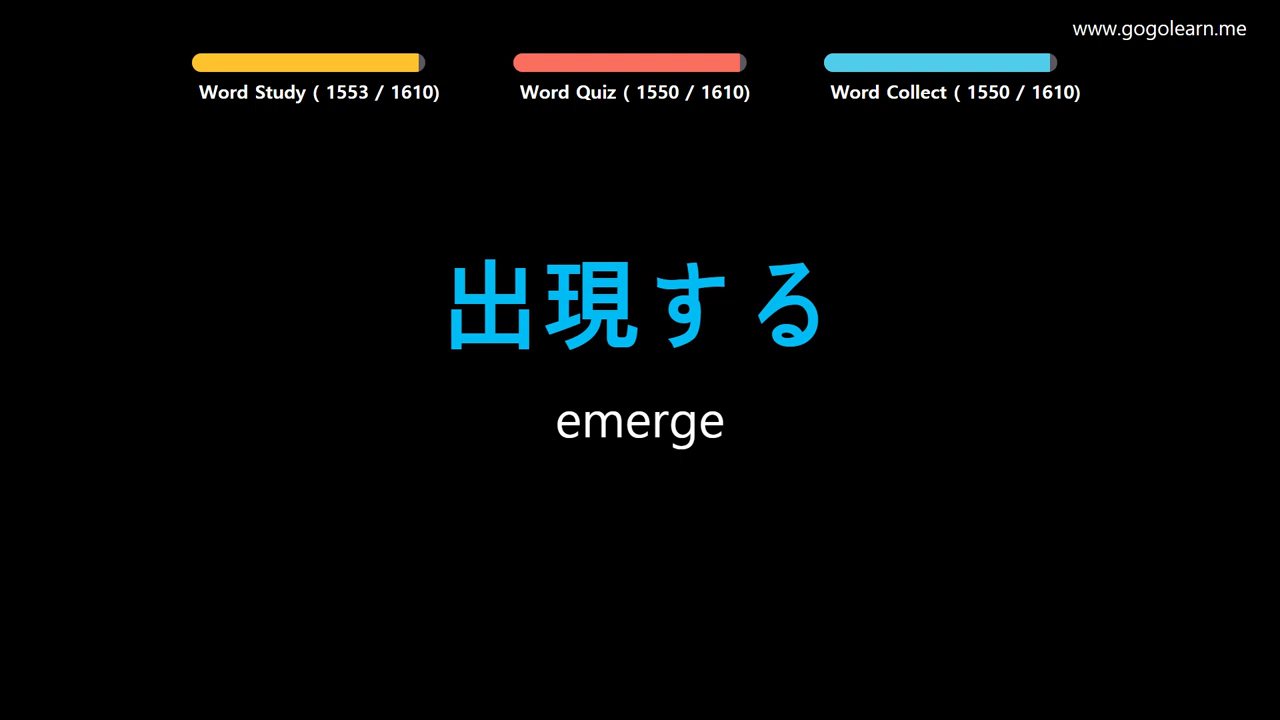 www.gogolearn.me
Word Study ( 1553 / 1610)
Word Quiz ( 1550 / 1610)
Word Collect ( 1550 / 1610)
出現する
emerge